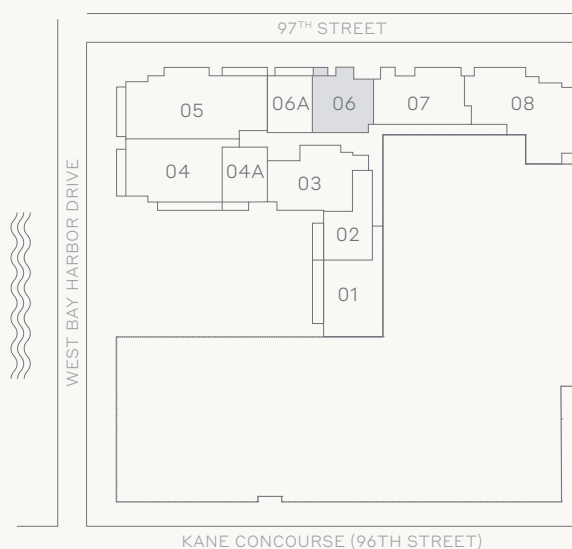 97TH STREET
05
06A
06
07
08
04
04A
03
02
01
WEST BAY HARBOR DRIVE
KANE CONCOURSE (96TH STREET)